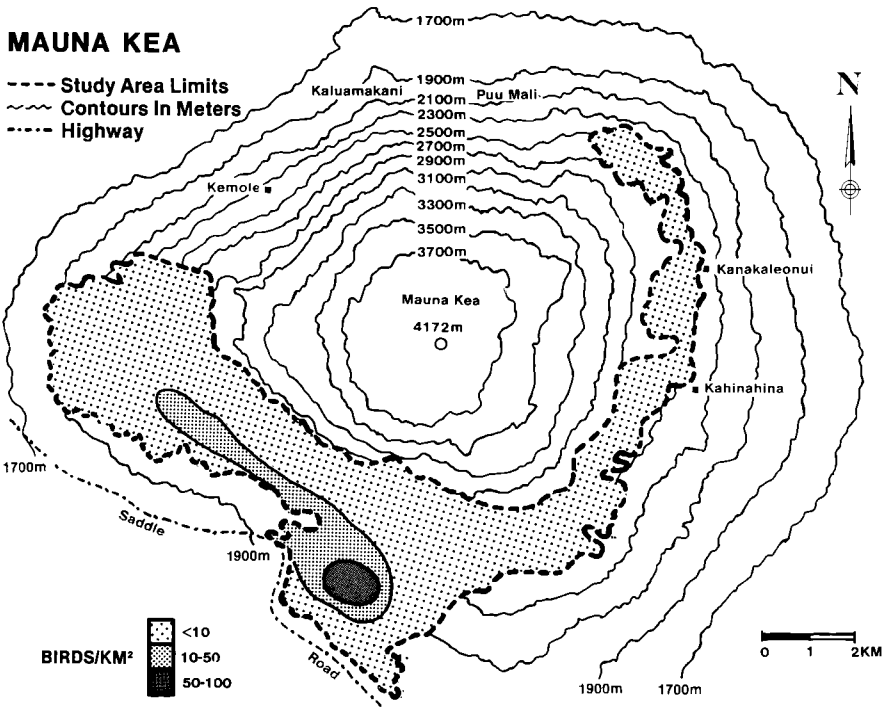 MAUNA KEA
Study Area Limits
Contours In Meters
Highway
1700m
Kaluamakani
1900m
Puu Mali
2100m
2300m
2500m
2700m
2900m
3100m
3300m
3500m
3700m
Kemole
N
Kanakaleonui
Mauna Kea
4172m
Kahinahina
1700m
Saddle
1900m
Road
BIRDS/KM²
<10
10-50
50-100
0 1 2KM
1900m
1700m